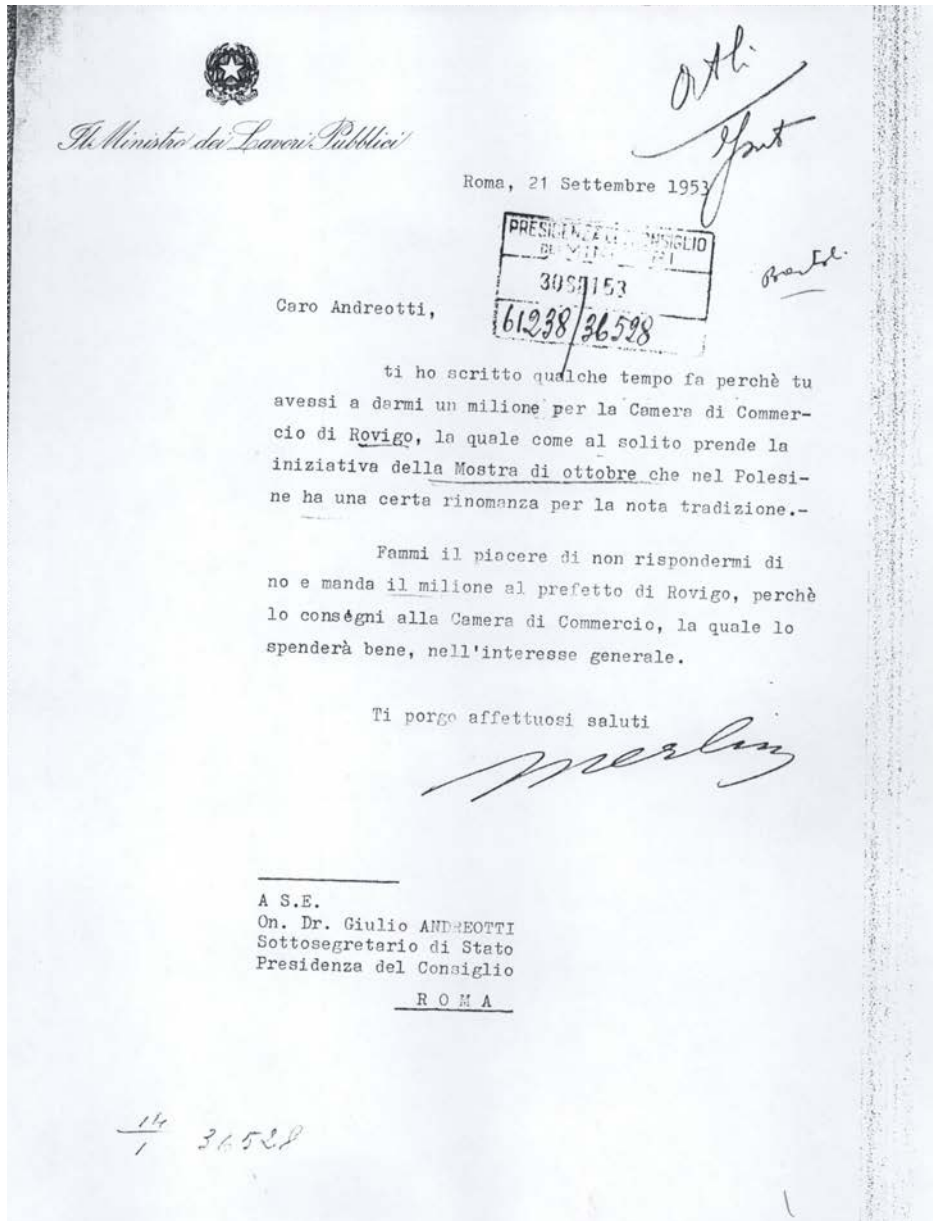 Il Ministro dei Lavori Pubblici
Roma, 21 Settembre 1953
PRESIDENZA DEL CONSIGLIO
DEI MINISTRI
61238/36528
Caro Andreotti,
ti ho scritto qualche tempo fa perchè tu
avessi a darmi un milione per la Camera di Commer-
cio di Rovigo, la quale come al solito prende la
iniziativa della Mostra di ottobre che nel Polesi-
ne ha una certa rinomanza per la nota tradizione.-
Fammi il piacere di non rispondermi di
no e manda il milione al prefetto di Rovigo, perchè
lo consegni alla Camera di Commercio, la quale lo
spenderà bene, nell'interesse generale.
Ti porgo affettuosi saluti
Merlin
A S.E.
On. Dr. Giulio ANDREOTTI
Sottosegretario di Stato
Presidenza del Consiglio
R O M A
14/1 36528